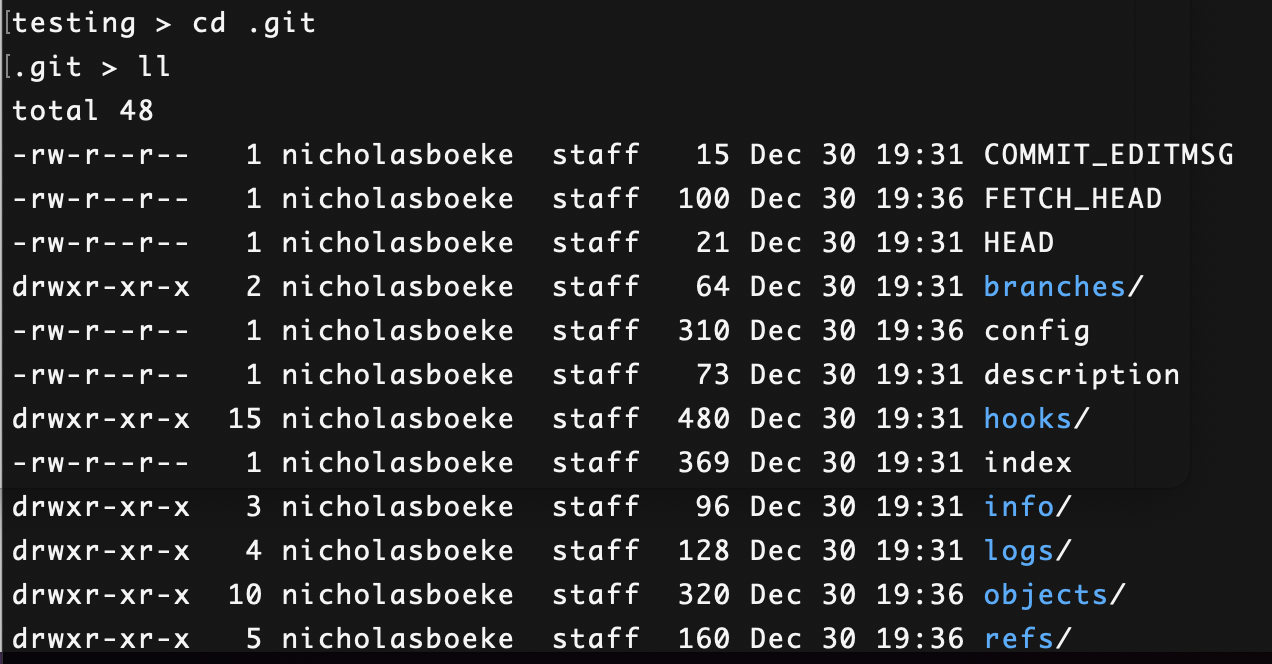 testing > cd .git
.git > ll
total 48
-rw-r--r--   1 nicholasboeke  staff   15 Dec 30 19:31 COMMIT_EDITMSG
-rw-r--r--   1 nicholasboeke  staff  100 Dec 30 19:36 FETCH_HEAD
-rw-r--r--   1 nicholasboeke  staff   21 Dec 30 19:31 HEAD
drwxr-xr-x   2 nicholasboeke  staff   64 Dec 30 19:31 branches/
-rw-r--r--   1 nicholasboeke  staff  310 Dec 30 19:36 config
-rw-r--r--   1 nicholasboeke  staff   73 Dec 30 19:31 description
drwxr-xr-x  15 nicholasboeke  staff  480 Dec 30 19:31 hooks/
-rw-r--r--   1 nicholasboeke  staff  369 Dec 30 19:31 index
drwxr-xr-x   3 nicholasboeke  staff   96 Dec 30 19:31 info/
drwxr-xr-x   4 nicholasboeke  staff  128 Dec 30 19:31 logs/
drwxr-xr-x  10 nicholasboeke  staff  320 Dec 30 19:36 objects/
drwxr-xr-x   5 nicholasboeke  staff  160 Dec 30 19:36 refs/